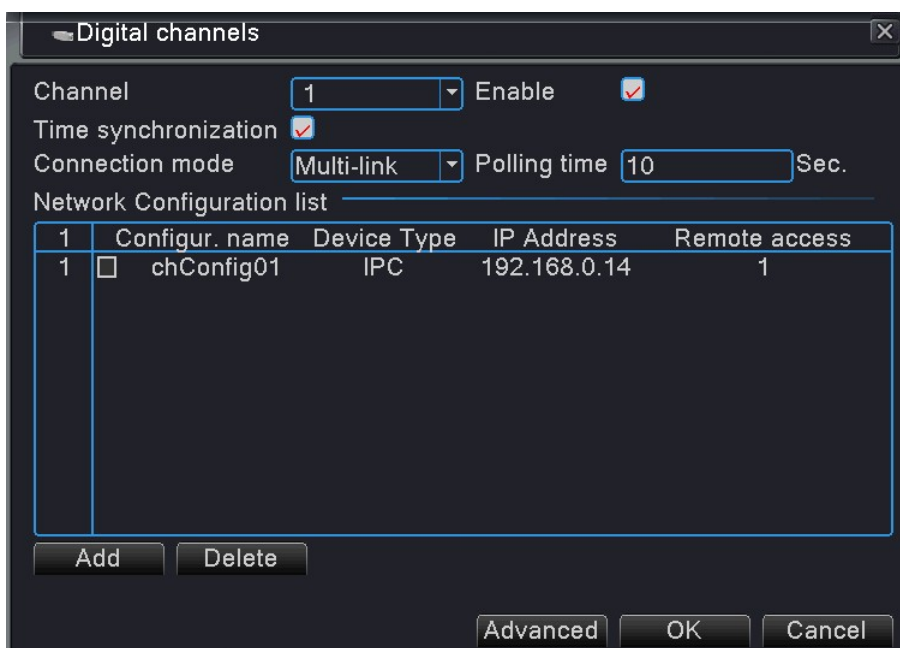 Digital channels
Channel 1 Enable
Time synchronization
Connection mode Multi-link Polling time 10 Sec.
Network Configuration list
1 Configur. name Device Type IP Address Remote access
1 chConfig01 IPC 192.168.0.14 1
Add Delete
Advanced OK Cancel